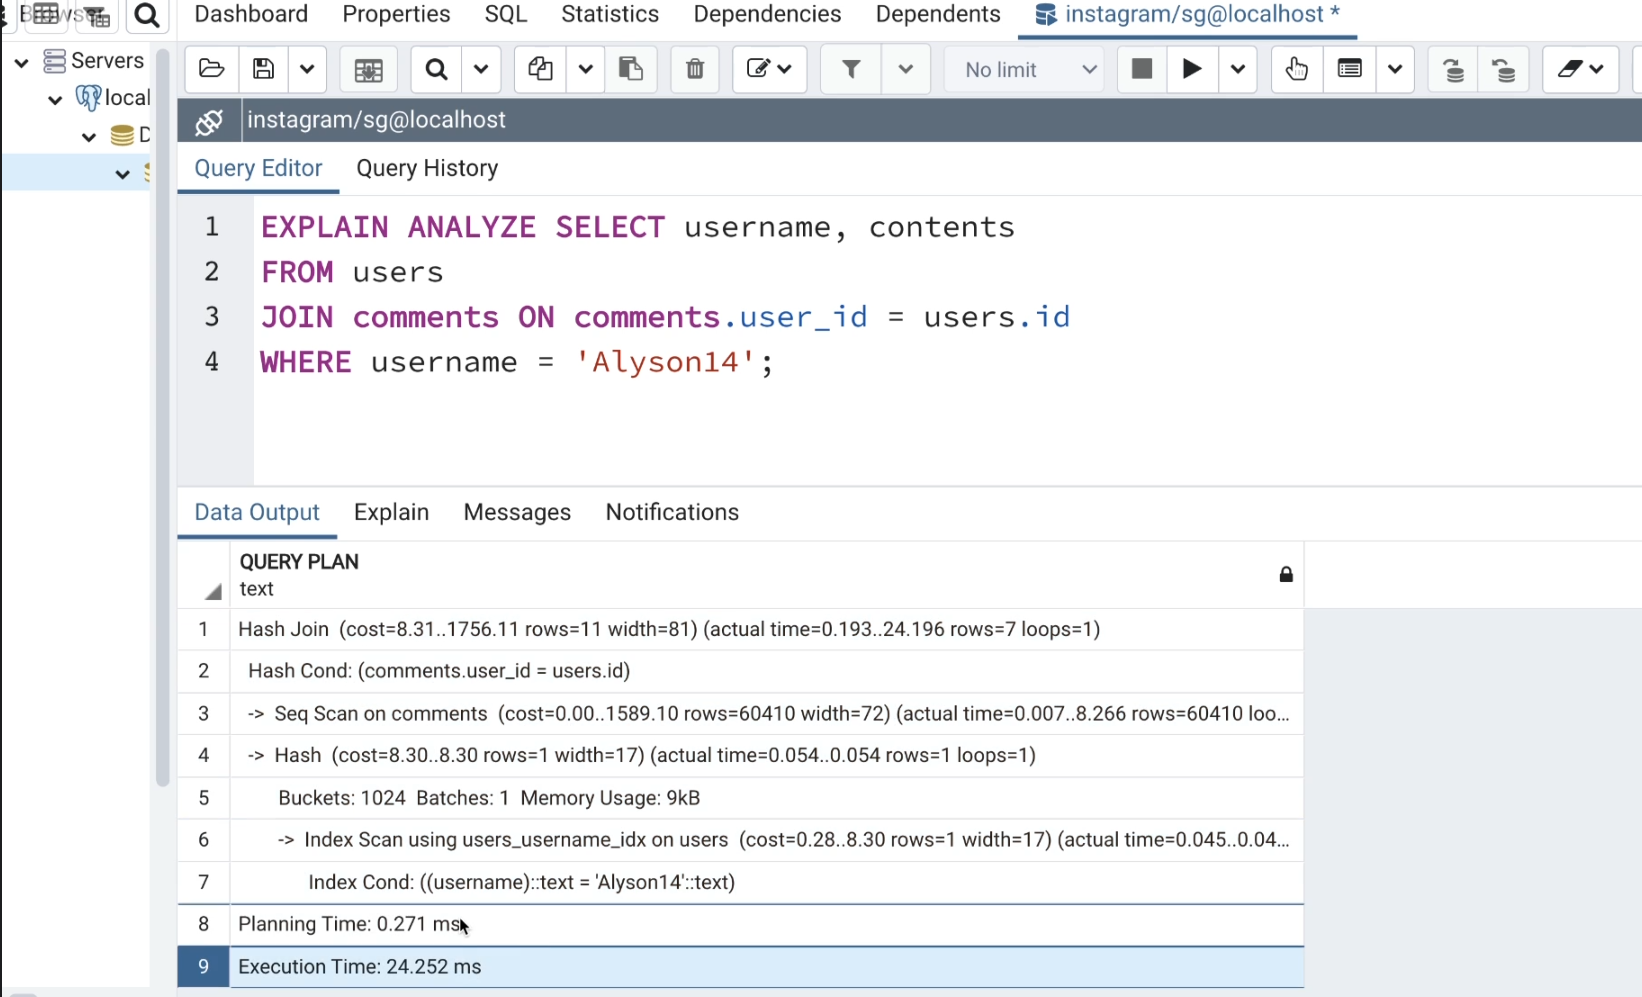 Dashboard Properties SQL Statistics Dependencies Dependents instagram/sg@localhost *
Servers
local
D
No limit
instagram/sg@localhost
Query Editor Query History
1 EXPLAIN ANALYZE SELECT username, contents
2 FROM users
3 JOIN comments ON comments.user_id = users.id
4 WHERE username = 'Alyson14';
Data Output Explain Messages Notifications
QUERY PLAN
text
1 Hash Join (cost=8.31..1756.11 rows=11 width=81) (actual time=0.193..24.196 rows=7 loops=1)
2 Hash Cond: (comments.user_id = users.id)
3 -> Seq Scan on comments (cost=0.00..1589.10 rows=60410 width=72) (actual time=0.007..8.266 rows=60410 loo...
4 -> Hash (cost=8.30..8.30 rows=1 width=17) (actual time=0.054..0.054 rows=1 loops=1)
5 Buckets: 1024 Batches: 1 Memory Usage: 9kB
6 -> Index Scan using users_username_idx on users (cost=0.28..8.30 rows=1 width=17) (actual time=0.045..0.04...
7 Index Cond: ((username)::text = 'Alyson14'::text)
8 Planning Time: 0.271 ms
9 Execution Time: 24.252 ms